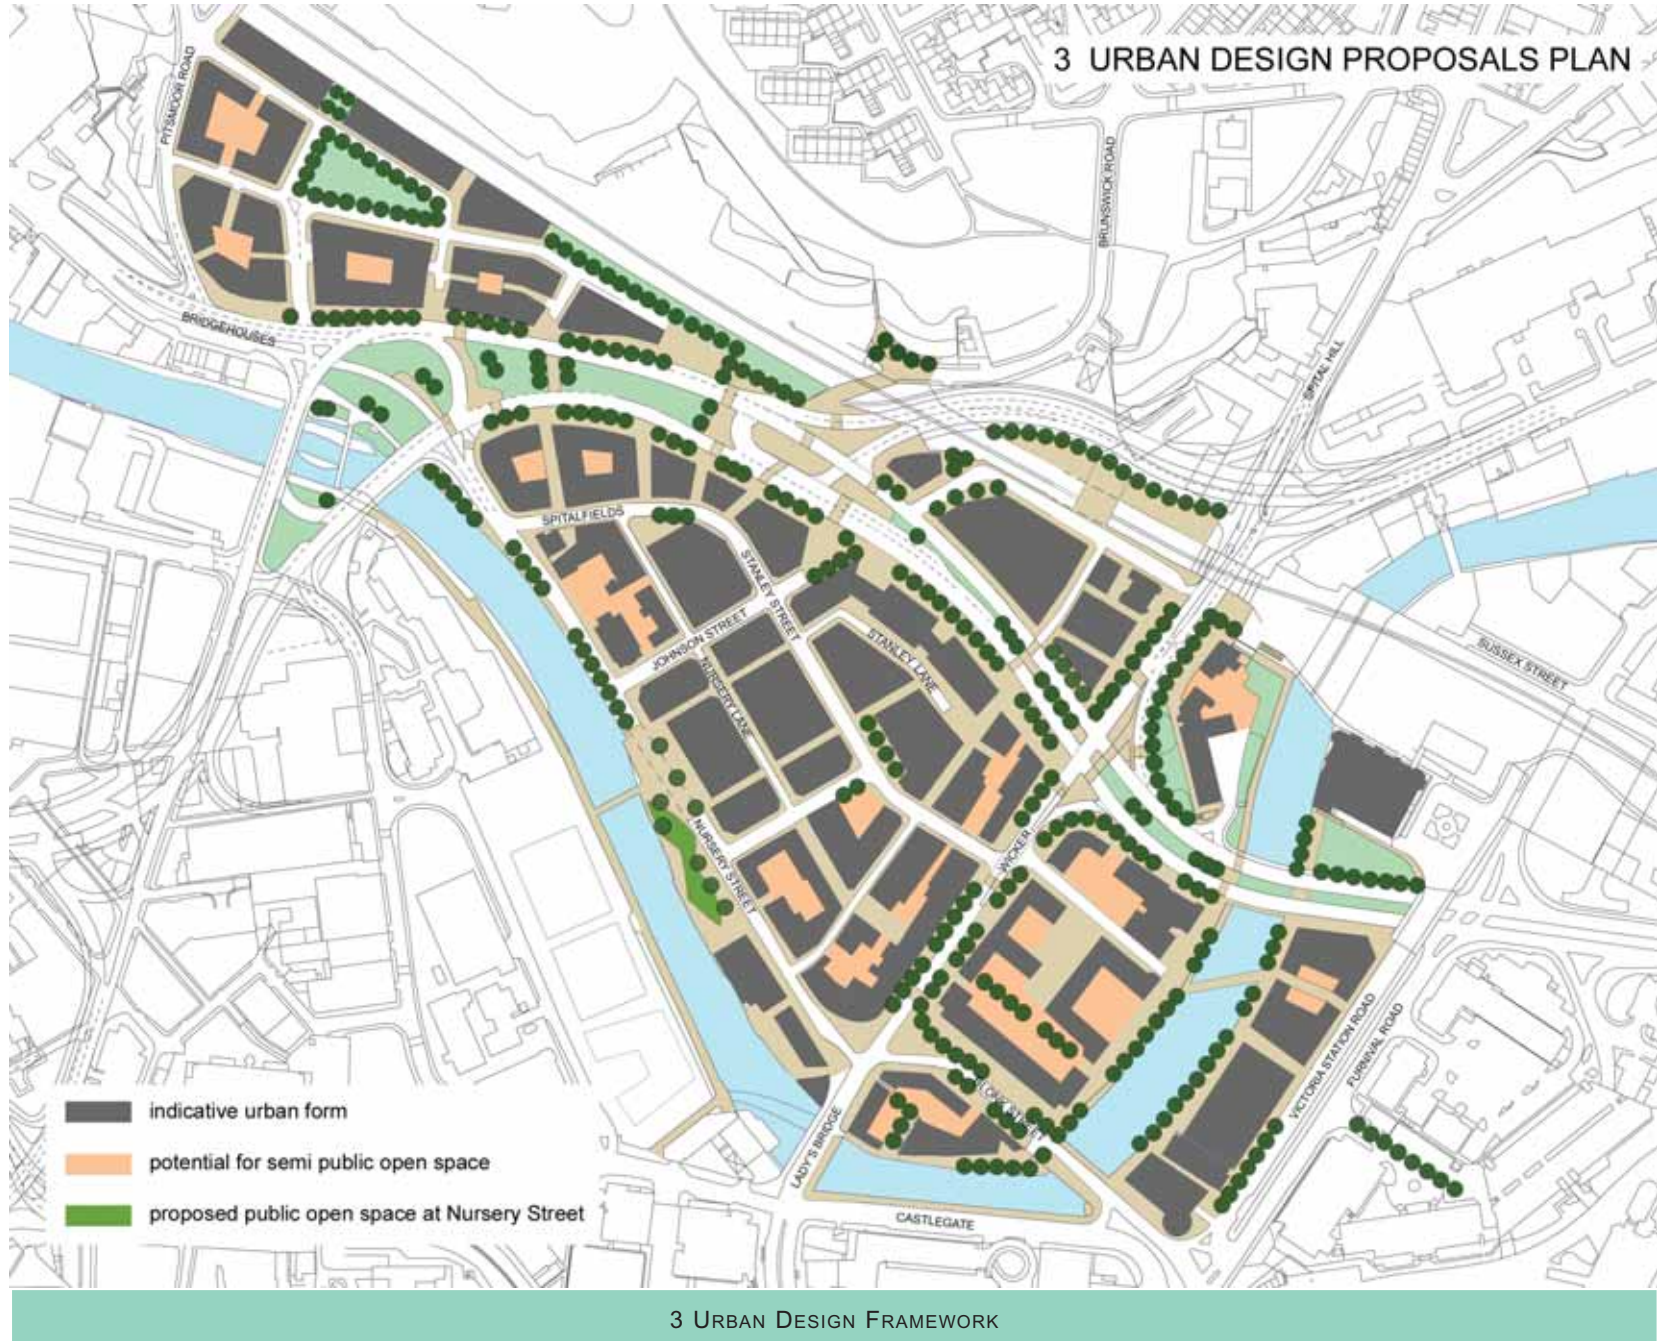 3 URBAN DESIGN PROPOSALS PLAN
PITSMOOR ROAD
BRUNSWICK ROAD
BRIDGEHOUSES
SPITAL HILL
SPITALFIELDS
STANLEY STREET
JOHNSON STREET
STANLEY LANE
NURSERY LANE
SUSSEX STREET
NURSERY STREET
WICKER
VICTORIA STATION ROAD
FURNIVAL ROAD
LADY'S BRIDGE
CASTLEGATE
indicative urban form
potential for semi public open space
proposed public open space at Nursery Street
3 URBAN DESIGN FRAMEWORK